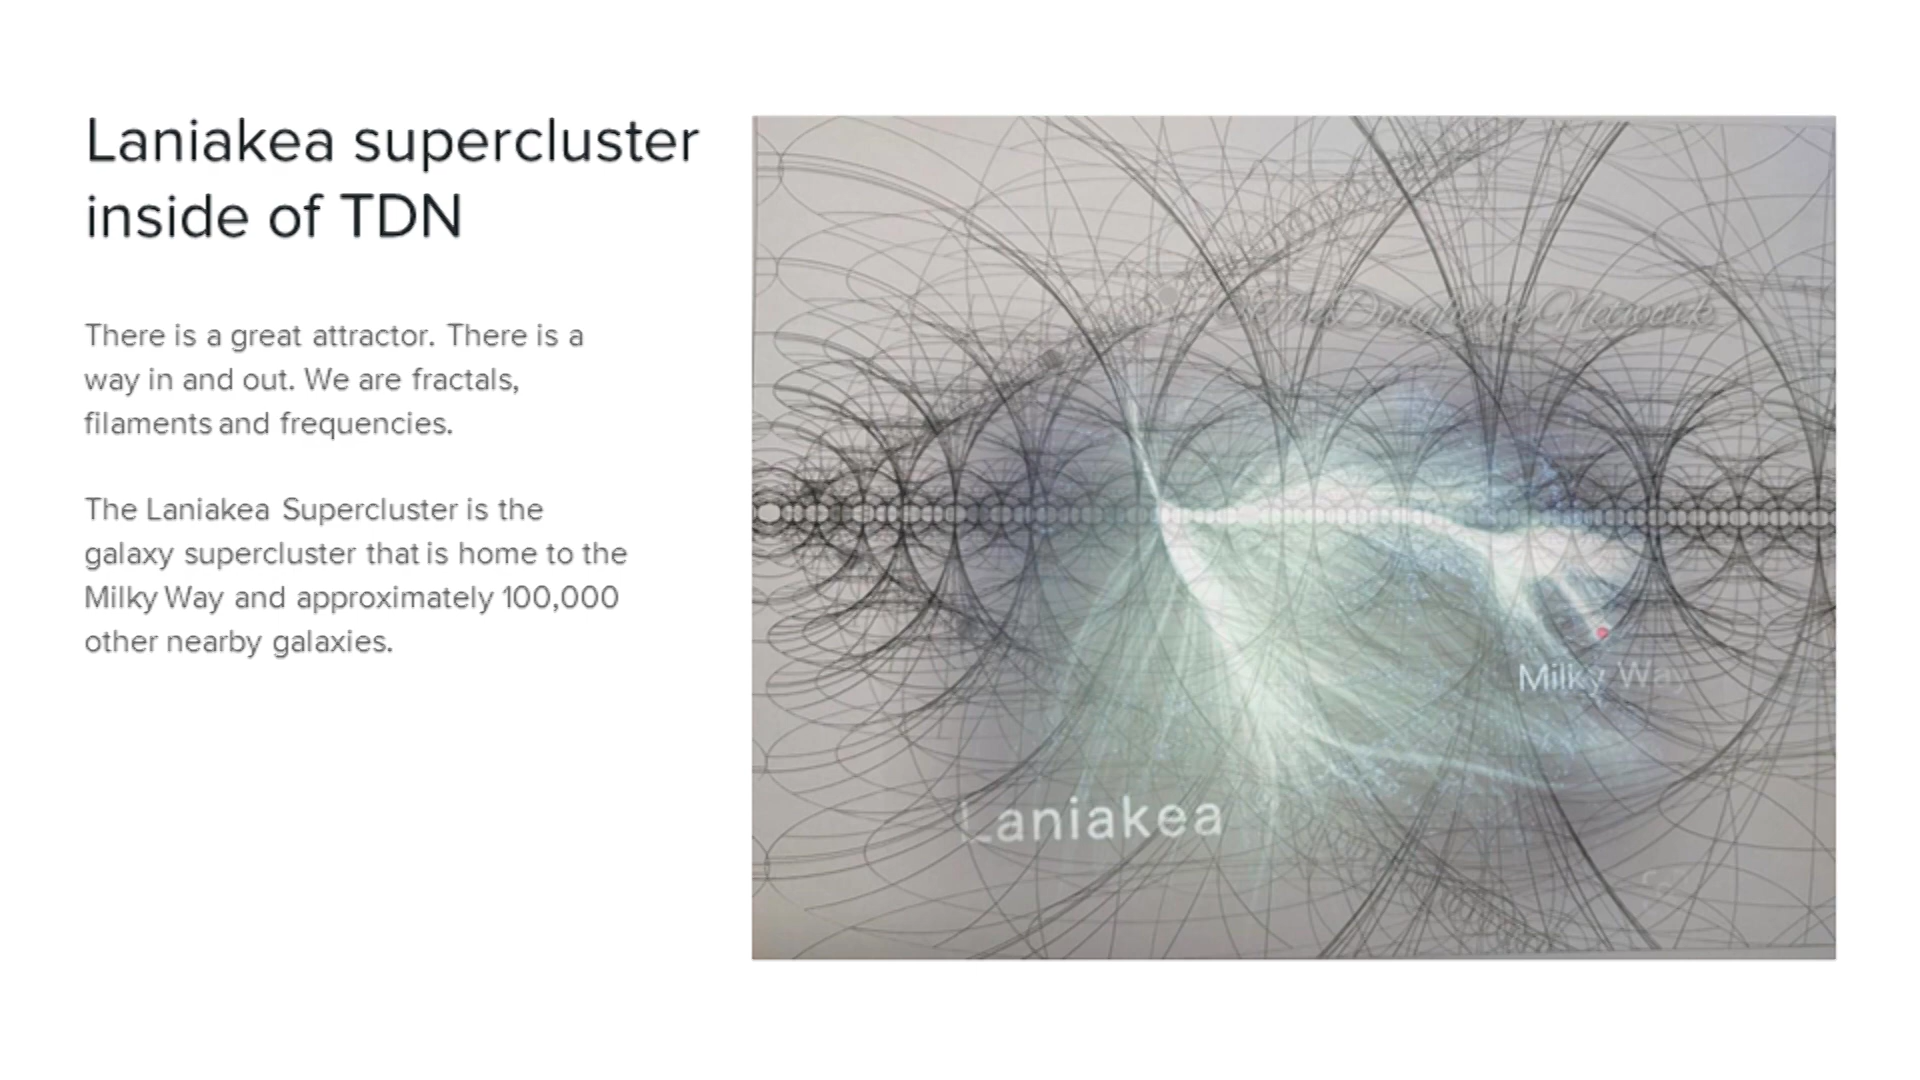 Laniakea supercluster
inside of TDN
There is a great attractor. There is a
way in and out. We are fractals,
filaments and frequencies.
The Laniakea Supercluster is the
galaxy supercluster that is home to the
Milky Way and approximately 100,000
other nearby galaxies.
Dougherty Network
Milky Way
Laniakea